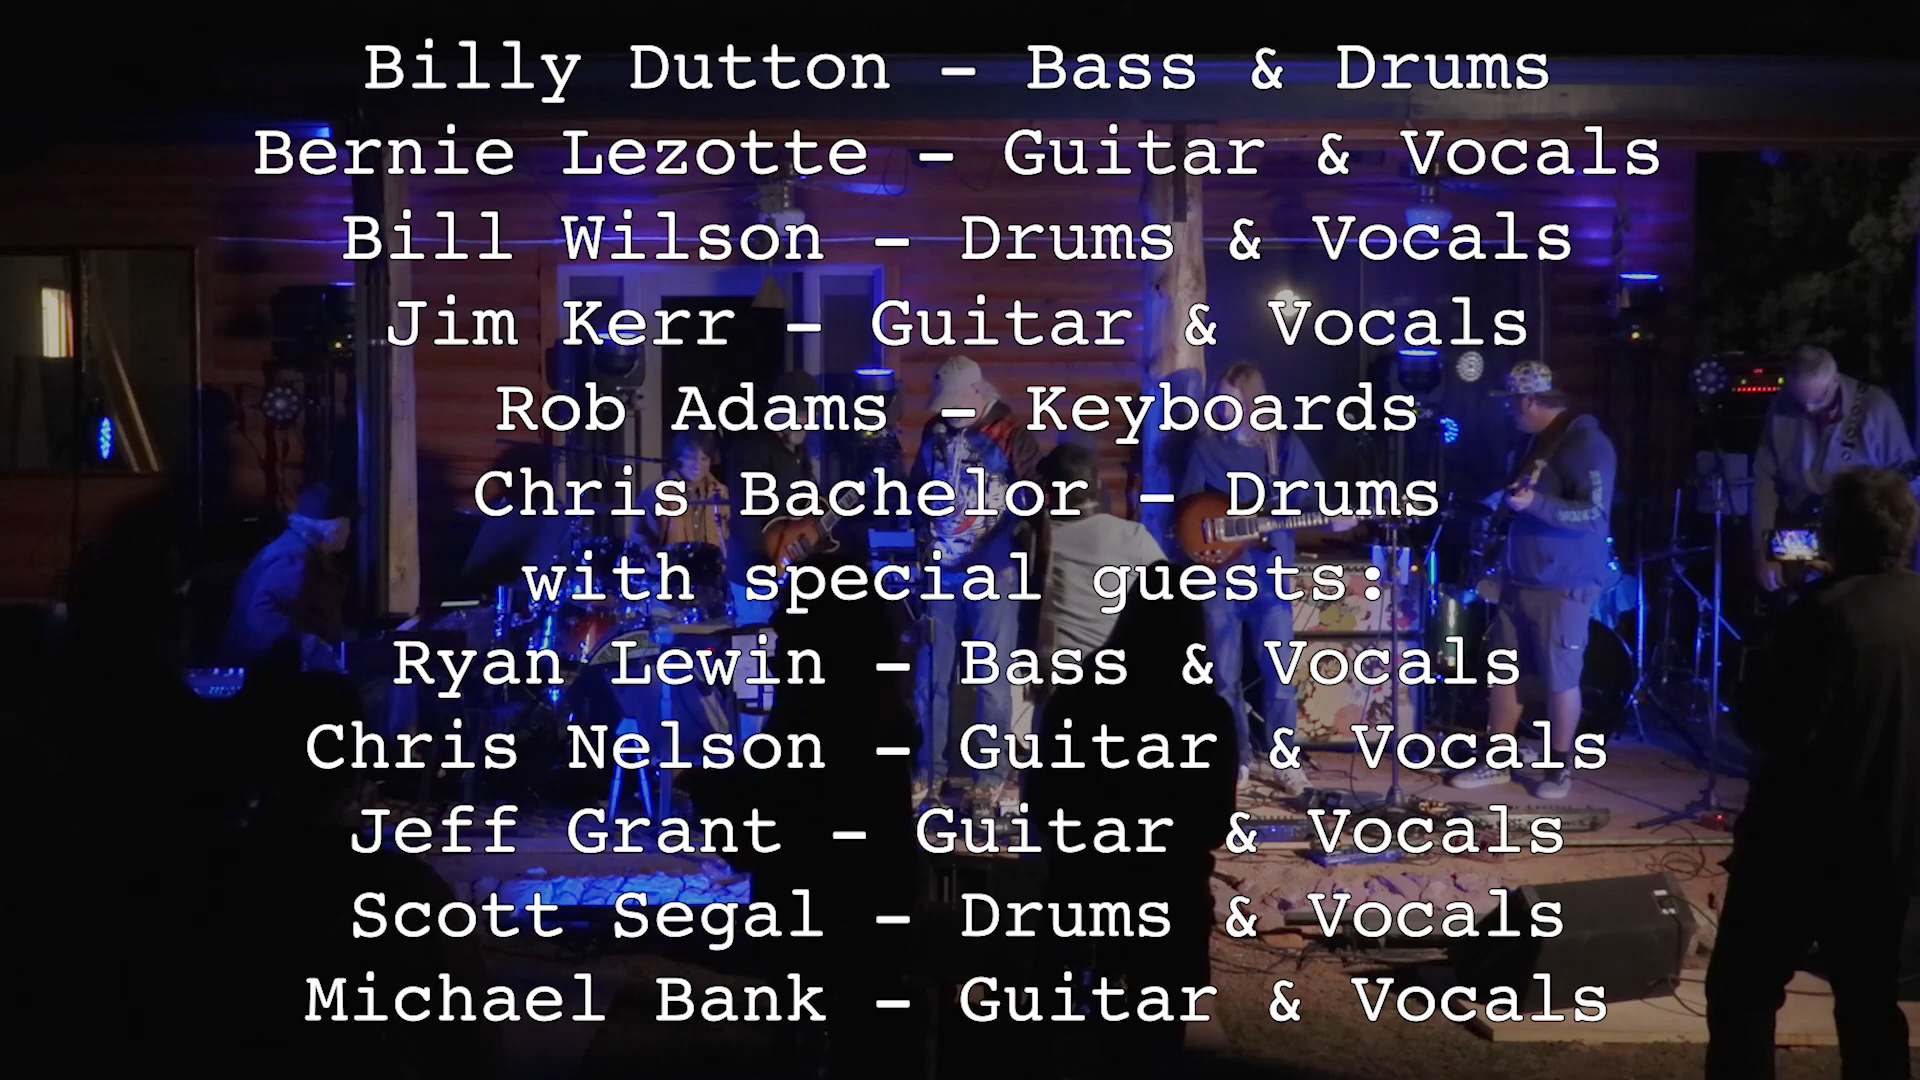 Billy Dutton - Bass & Drums
Bernie Lezotte - Guitar & Vocals
Bill Wilson - Drums & Vocals
Jim Kerr - Guitar & Vocals
Rob Adams - Keyboards
Chris Bachelor - Drums
with special guests:
Ryan Lewin - Bass & Vocals
Chris Nelson - Guitar & Vocals
Jeff Grant - Guitar & Vocals
Scott Segal - Drums & Vocals
Michael Bank - Guitar & Vocals